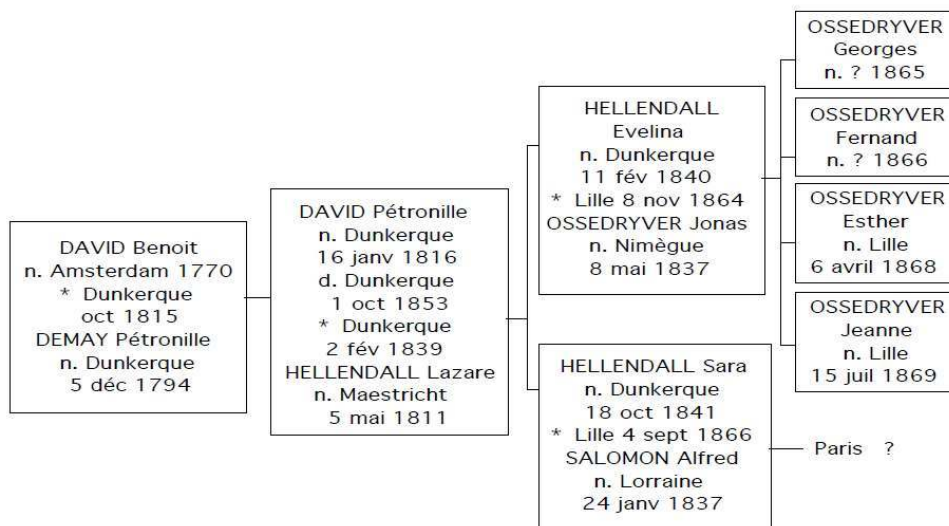 DAVID Benoit
n. Amsterdam 1770
* Dunkerque
oct 1815
DEMAY Pétronille
n. Dunkerque
5 déc 1794
DAVID Pétronille
n. Dunkerque
16 janv 1816
d. Dunkerque
1 oct 1853
* Dunkerque
2 fév 1839
HELLENDALL Lazare
n. Maestricht
5 mai 1811
HELLENDALL
Evelina
n. Dunkerque
11 fév 1840
* Lille 8 nov 1864
OSSEDRYVER Jonas
n. Nimègue
8 mai 1837
HELLENDALL Sara
n. Dunkerque
18 oct 1841
* Lille 4 sept 1866
SALOMON Alfred
n. Lorraine
24 janv 1837
OSSEDRYVER
Georges
n. ? 1865
OSSEDRYVER
Fernand
n. ? 1866
OSSEDRYVER
Esther
n. Lille
6 avril 1868
OSSEDRYVER
Jeanne
n. Lille
15 juil 1869
Paris ?